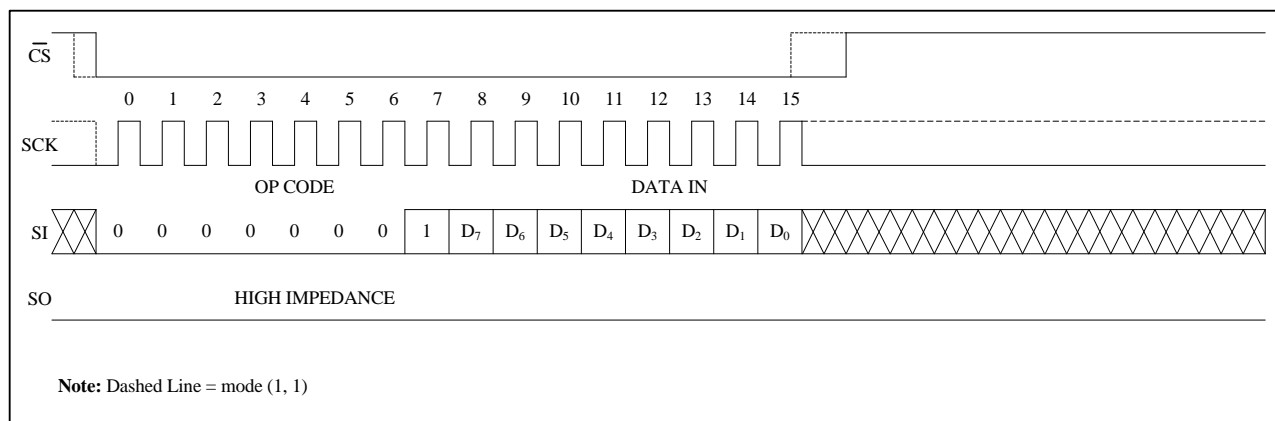 CS
0 1 2 3 4 5 6 7 8 9 10 11 12 13 14 15
SCK
OP CODE DATA IN
SI 0 0 0 0 0 0 0 1 D₇ D₆ D₅ D₄ D₃ D₂ D₁ D₀
SO HIGH IMPEDANCE
Note: Dashed Line = mode (1, 1)